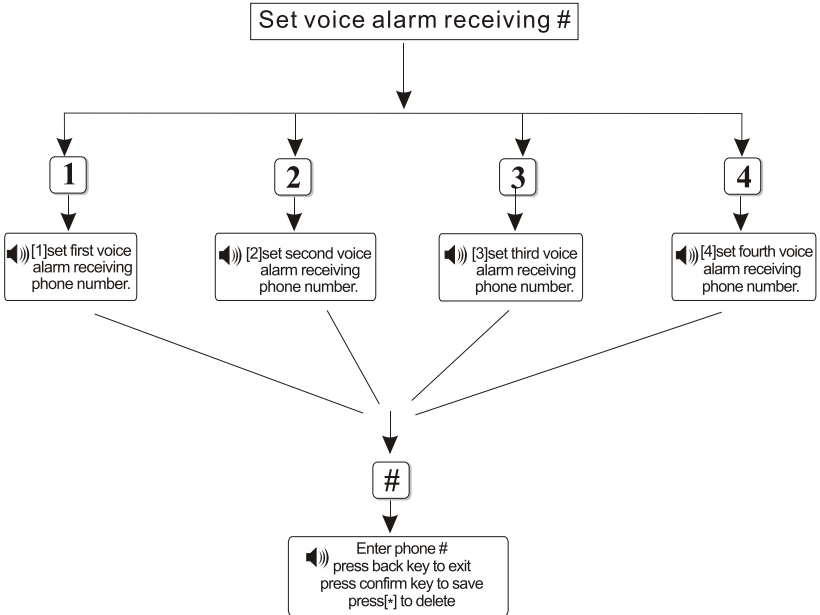 Set voice alarm receiving #
1
2
3
4
[1]set first voice
alarm receiving
phone number.
[2]set second voice
alarm receiving
phone number.
[3]set third voice
alarm receiving
phone number.
[4]set fourth voice
alarm receiving
phone number.
#
Enter phone #
press back key to exit
press confirm key to save
press[*] to delete